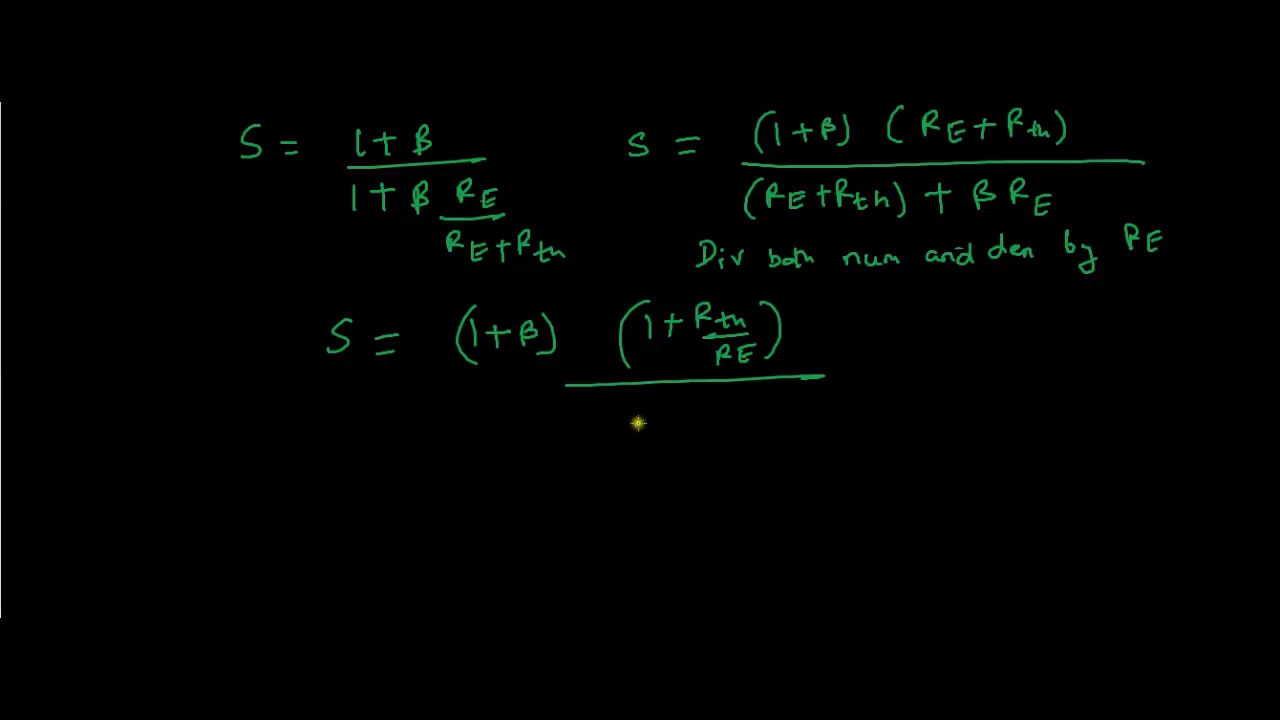 S = (1+β) / (1+β R_E/(R_E+R_th))
S = (1+β) (R_E+R_th) / ((R_E+R_th) + β R_E)
Div both num and den by R_E
S = (1+β) (1+R_th/R_E)